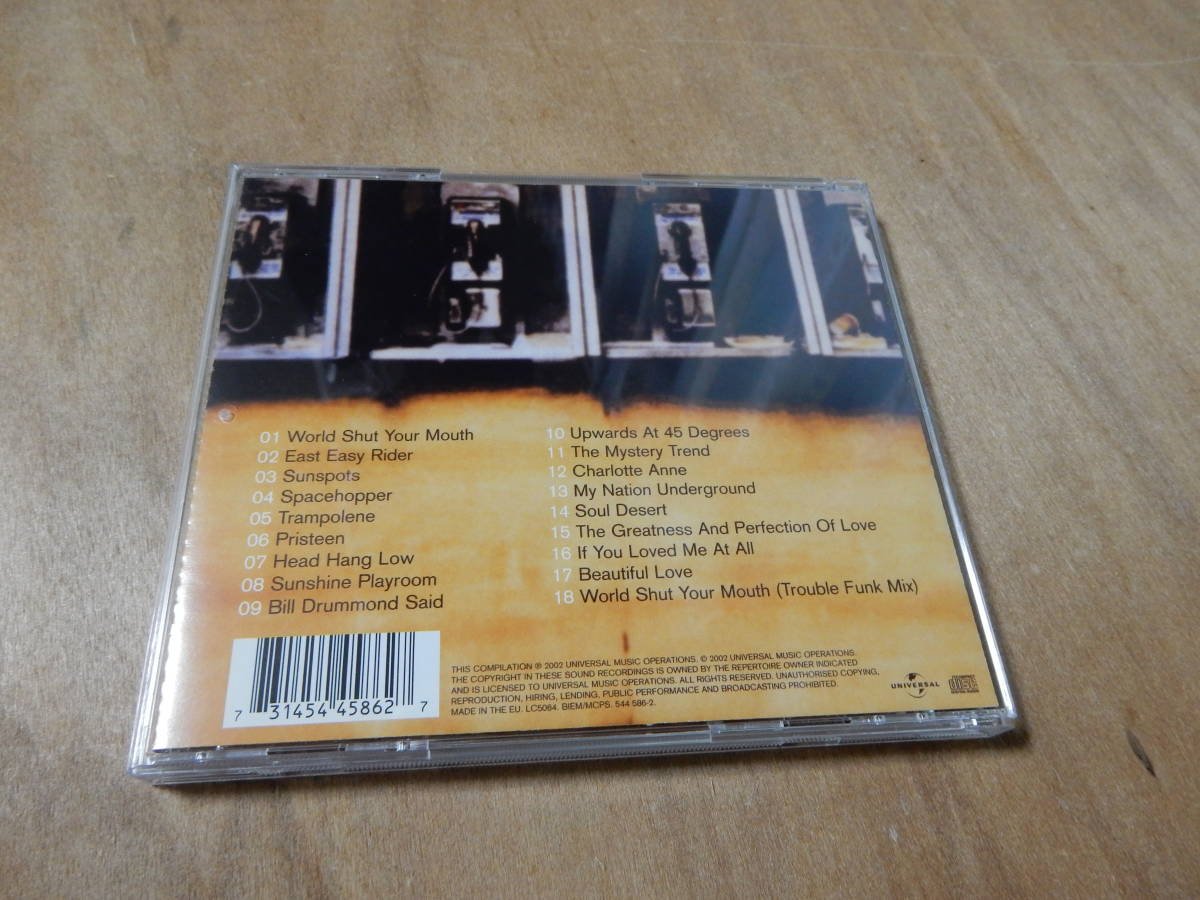 01 World Shut Your Mouth
02 East Easy Rider
03 Sunspots
04 Spacehopper
05 Trampolene
06 Pristeen
07 Head Hang Low
08 Sunshine Playroom
09 Bill Drummond Said
10 Upwards At 45 Degrees
11 The Mystery Trend
12 Charlotte Anne
13 My Nation Underground
14 Soul Desert
15 The Greatness And Perfection Of Love
16 If You Loved Me At All
17 Beautiful Love
18 World Shut Your Mouth (Trouble Funk Mix)
7 31454 45862 7
THIS COMPILATION ℗ 2002 UNIVERSAL MUSIC OPERATIONS. © 2002 UNIVERSAL MUSIC OPERATIONS.
THE COPYRIGHT IN THESE SOUND RECORDINGS IS OWNED BY THE REPERTOIRE OWNER INDICATED
AND IS LICENSED TO UNIVERSAL MUSIC OPERATIONS. ALL RIGHTS RESERVED. UNAUTHORISED COPYING,
REPRODUCTION, HIRING, LENDING, PUBLIC PERFORMANCE AND BROADCASTING PROHIBITED.
MADE IN THE EU. LC5064. BIEM/MCPS. 544 586-2.
UNIVERSAL